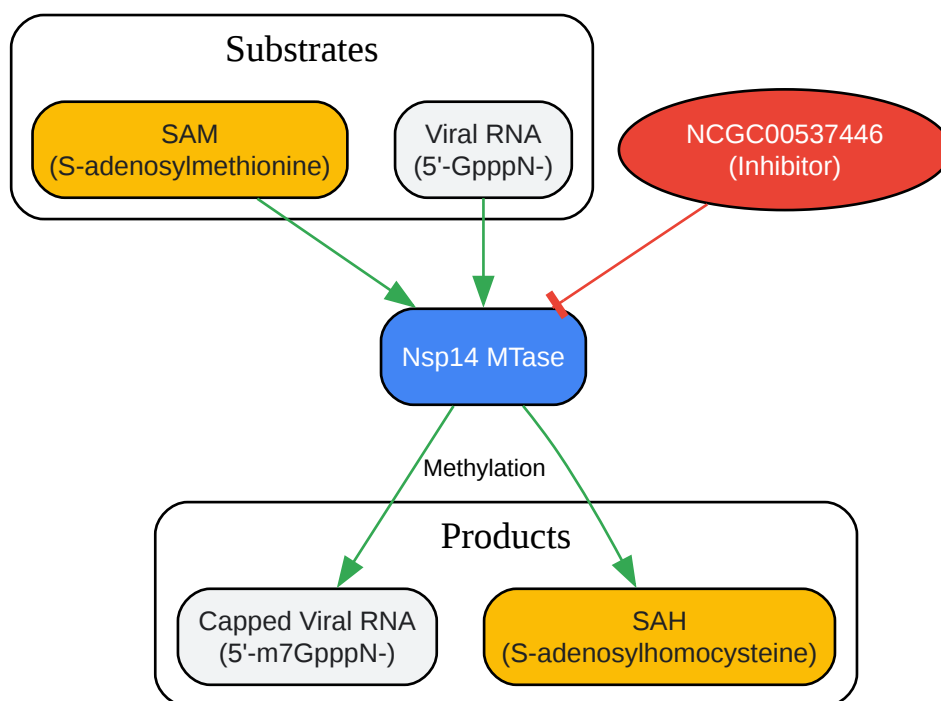 Substrates
SAM
(S-adenosylmethionine)
Viral RNA
(5'-GpppN-)
NCGC00537446
(Inhibitor)
Nsp14 MTase
Methylation
Products
Capped Viral RNA
(5'-m7GpppN-)
SAH
(S-adenosylhomocysteine)